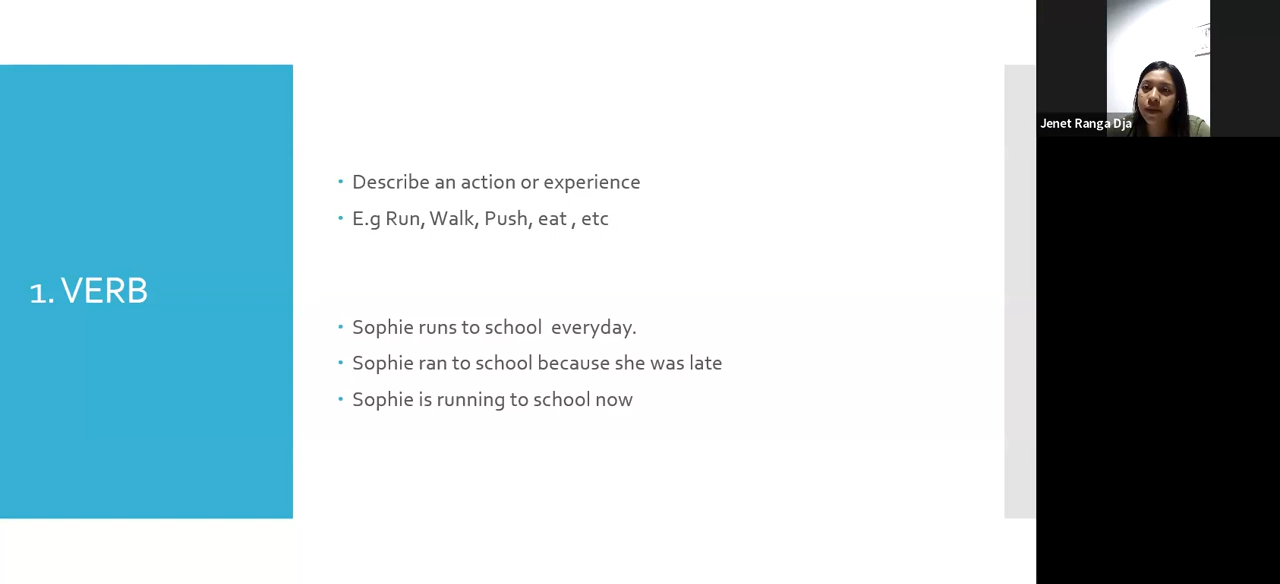 1. VERB
Describe an action or experience
E.g Run, Walk, Push, eat , etc
Sophie runs to school  everyday.
Sophie ran to school because she was late
Sophie is running to school now
Jenet Ranga Dja